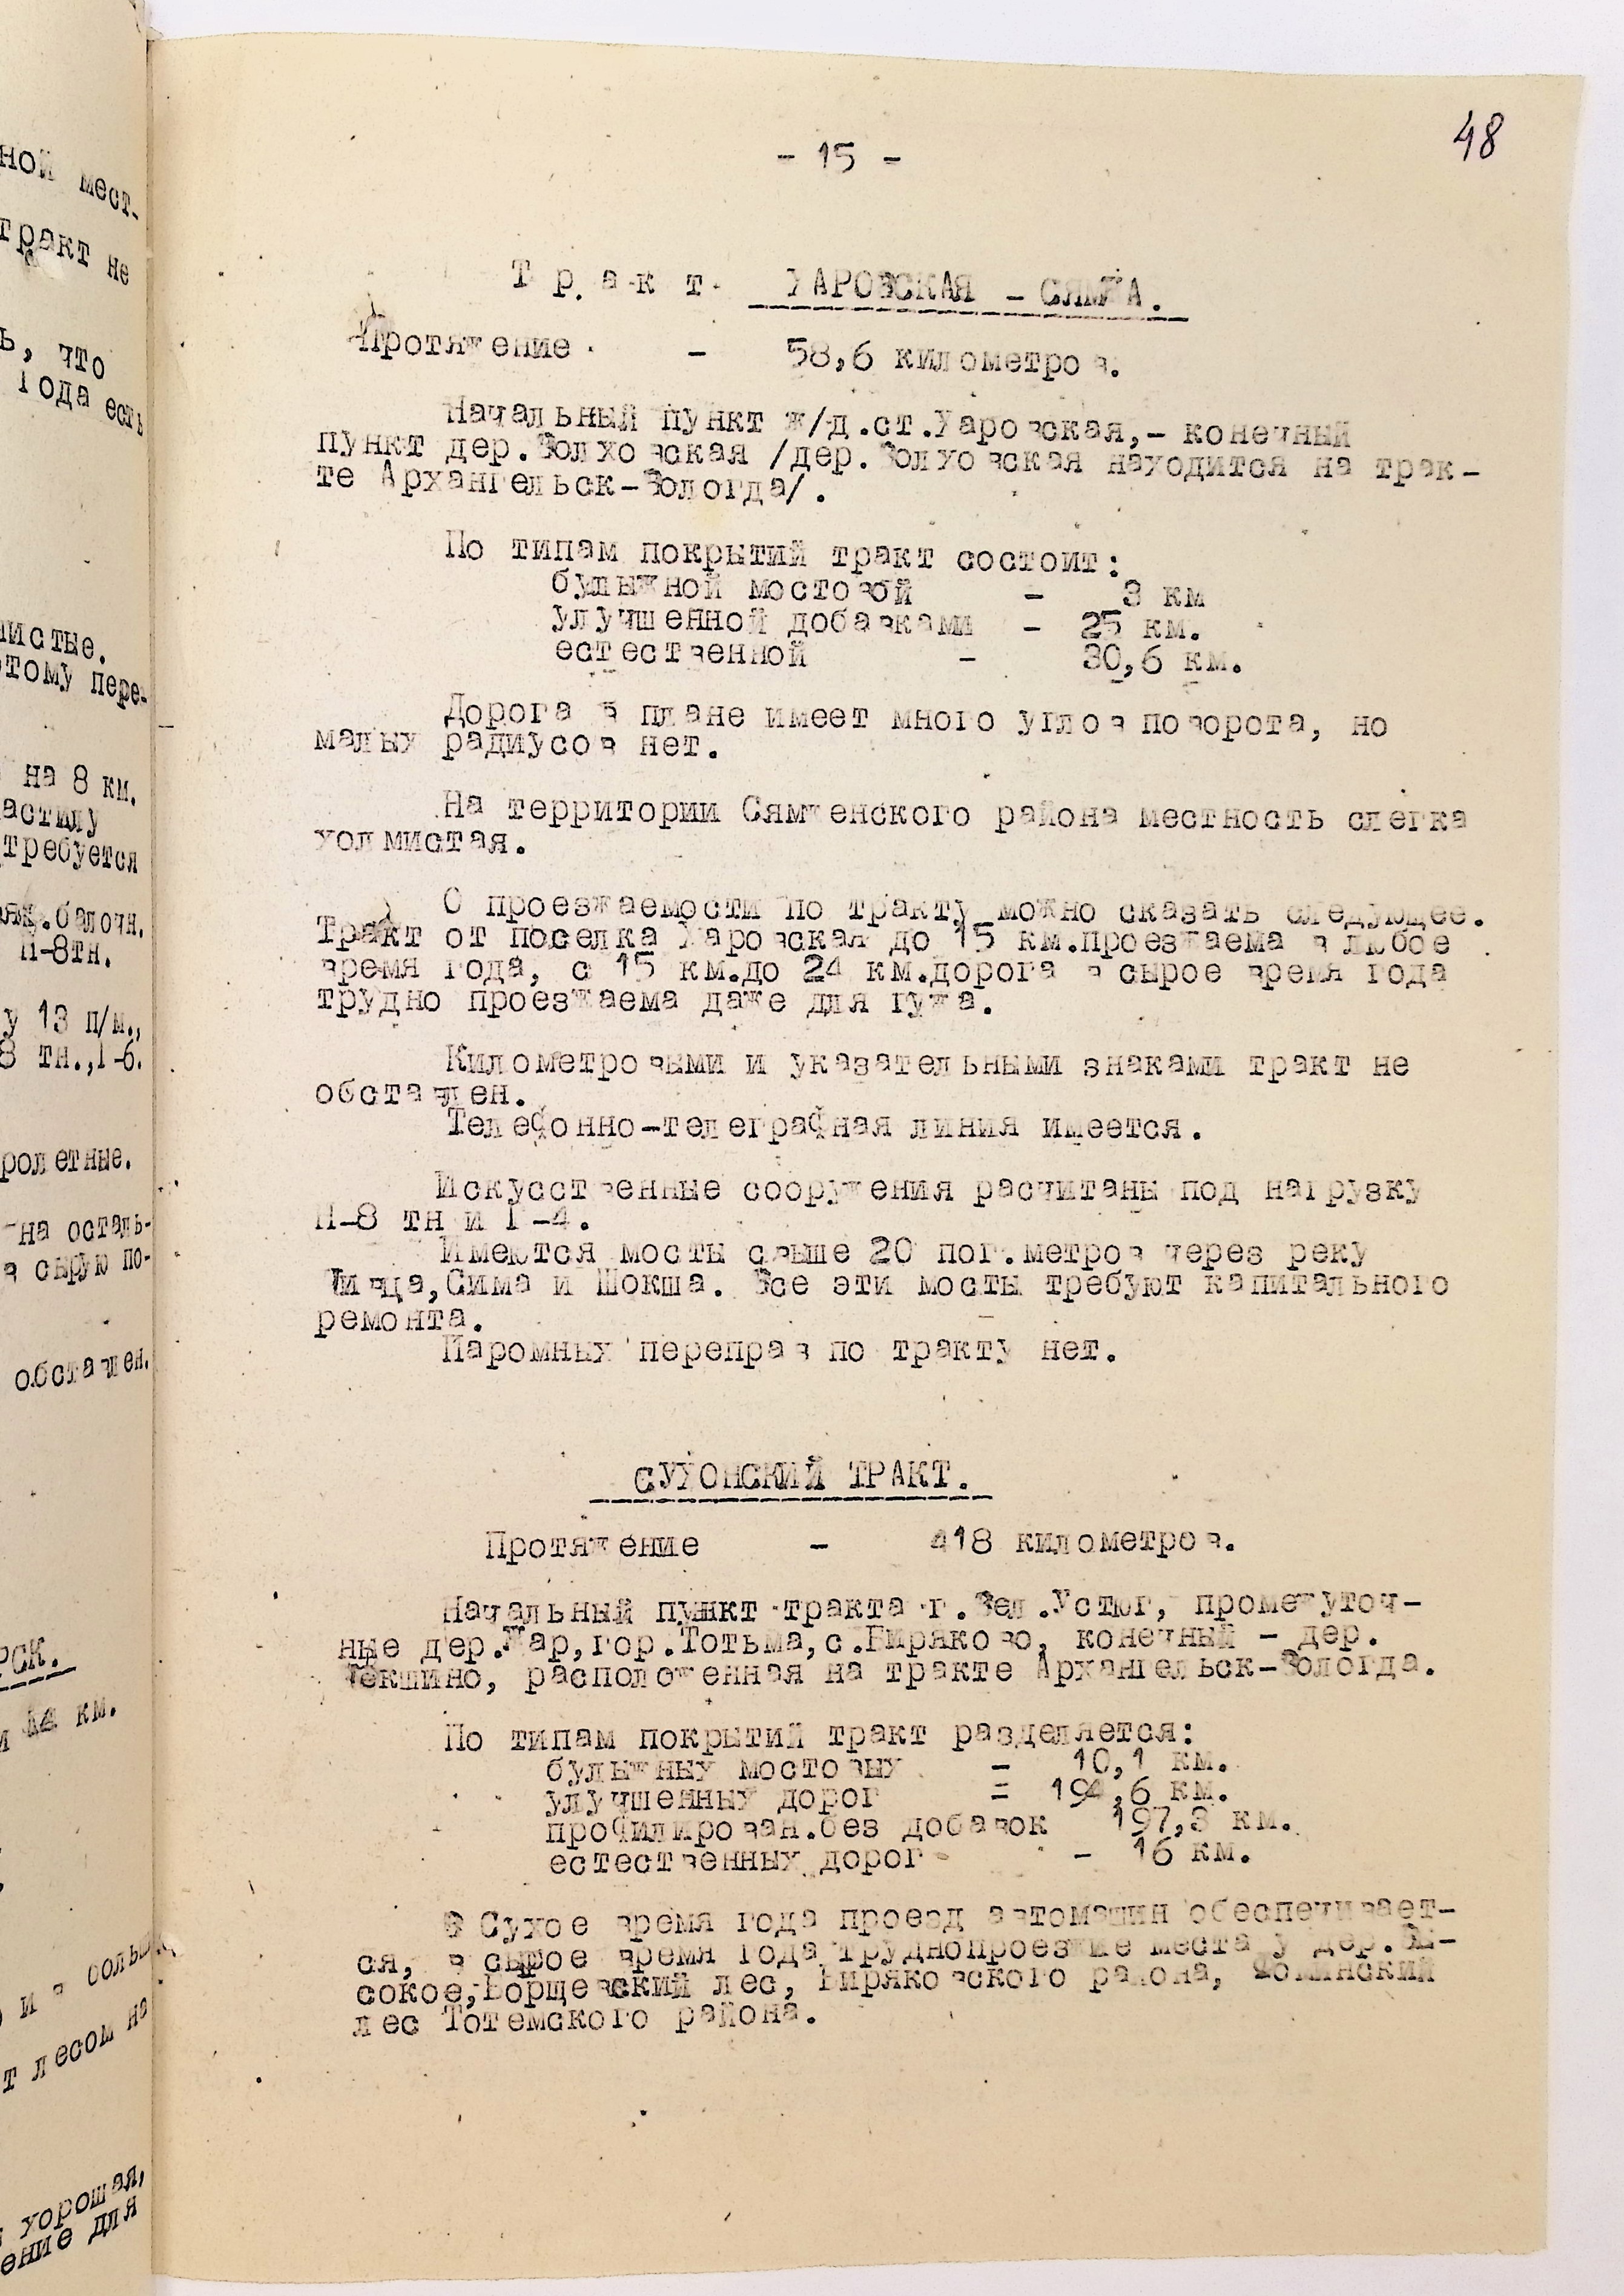 48
- 15 -
Тракт ХАРОВСКАЯ - СЯМЖА.
Протяжение - 58,6 километров.
Начальный пункт ж/д.ст.Харовская,- конечный
пункт дер.Волховская /дер.Волховская находится на трак-
те Архангельск-Вологда/.
По типам покрытий тракт состоит:
булыжной мостовой - 3 км
улучшенной добавками - 25 км.
естественной - 30,6 км.
Дорога в плане имеет много углов поворота, но
малых радиусов нет.
На территории Сямженского района местность слегка
холмистая.
О проезжаемости по тракту можно сказать следующее.
Тракт от поселка Харовская до 15 км.проезжаема в любое
время года, с 15 км.до 24 км.дорога в сырое время года
трудно проезжаема даже для гужа.
Километровыми и указательными знаками тракт не
обставлен.
Телефонно-телеграфная линия имеется.
Искусственные сооружения расчитаны под нагрузку
Н-8 тн и Г-4.
Имеются мосты свыше 20 пог.метров через реку
Сима и Шокша. Все эти мосты требуют капитального
ремонта.
Паромных переправ по тракту нет.
СУХОНСКИЙ ТРАКТ.
Протяжение - 418 километров.
Начальный пункт тракта г.Вел.Устюг, промежуточ-
ные дер.Жар,гор.Тотьма,с.Биряково, конечный - дер.
Чекшино, расположенная на тракте Архангельск-Вологда.
По типам покрытий тракт разделяется:
булыжных мостовых - 10,1 км.
улучшенных дорог = 194,6 км.
профилирован.без добавок 197,3 км.
естественных дорог - 16 км.
В Сухое время года проезд автомашин обеспечивает-
ся, в сырое время года труднопроезжие места у дер.Вы-
сокое,Борщевский лес, Биряковского района, лес Тотемского района.